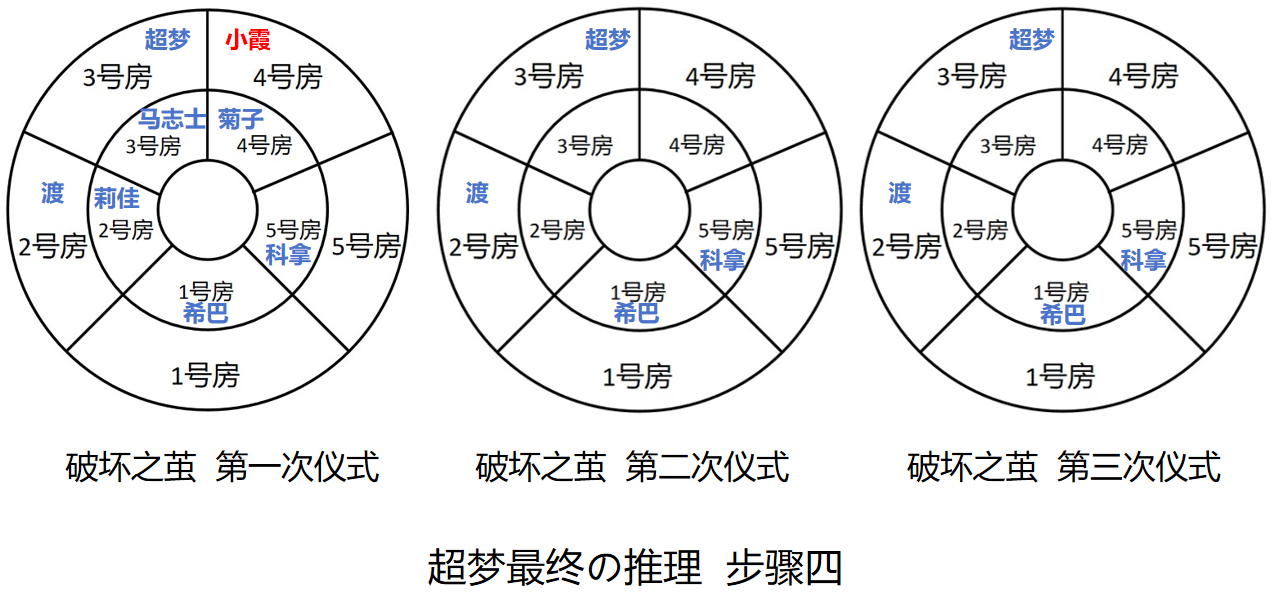 超梦
小霞
3号房
4号房
马志士
菊子
3号房
4号房
渡
莉佳
2号房
2号房
5号房
科拿
5号房
1号房
希巴
1号房
破坏之茧 第一次仪式
超梦
3号房
4号房
3号房
4号房
渡
2号房
2号房
5号房
科拿
5号房
1号房
希巴
1号房
破坏之茧 第二次仪式
超梦
3号房
4号房
3号房
4号房
渡
2号房
2号房
5号房
科拿
5号房
1号房
希巴
1号房
破坏之茧 第三次仪式
超梦最终の推理 步骤四